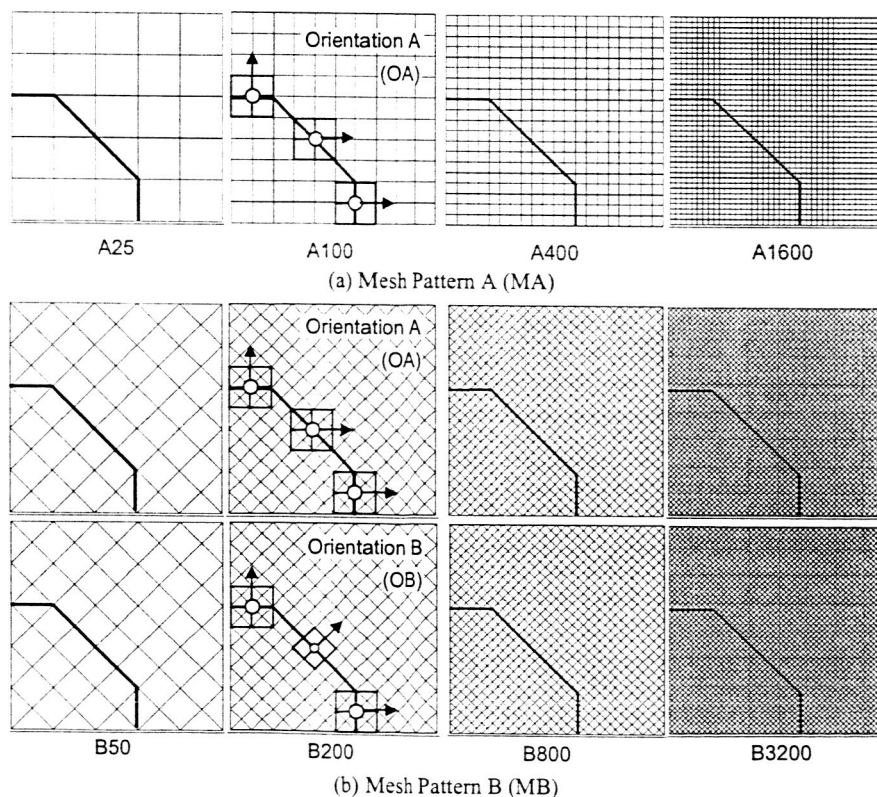 Orientation A
(OA)
A25
A100
A400
A1600
(a) Mesh Pattern A (MA)
Orientation A
(OA)
Orientation B
(OB)
B50
B200
B800
B3200
(b) Mesh Pattern B (MB)